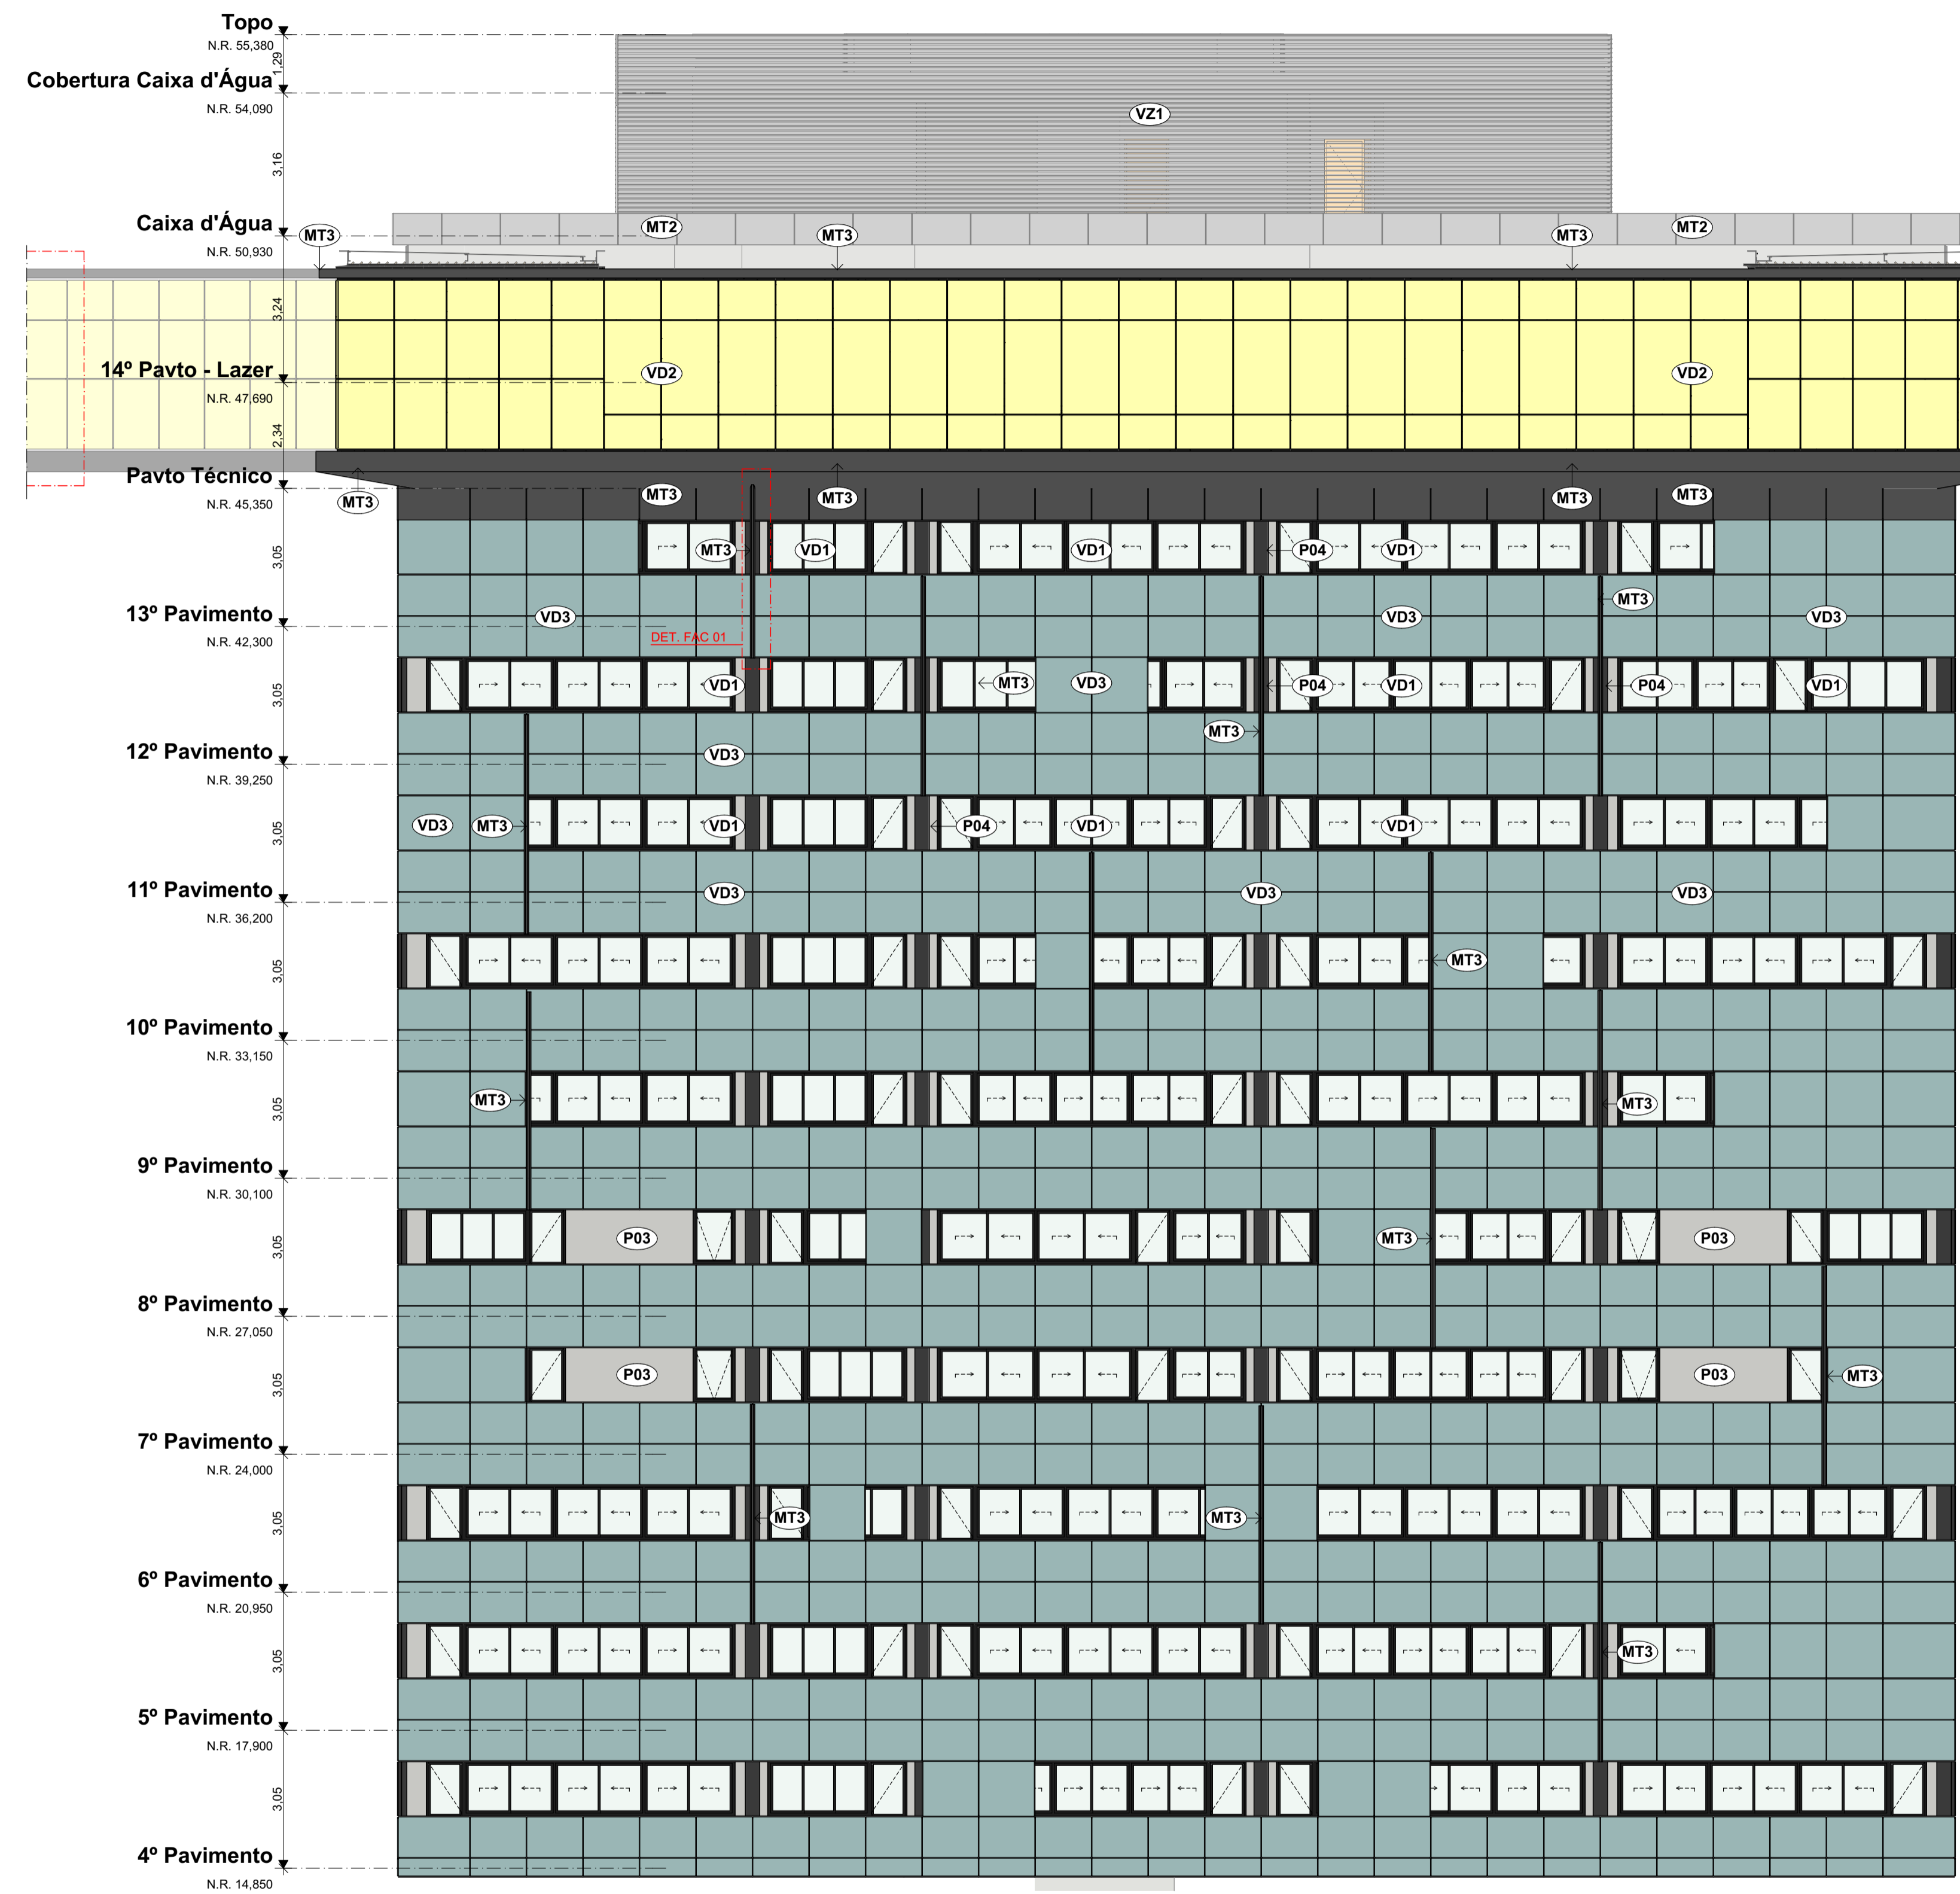 Topo
N.R. 55,380
1,29
Cobertura Caixa d'Água
N.R. 54,090
VZ1
3,16
Caixa d'Água
N.R. 50,930
MT3 MT2 MT3 MT3 MT2
3,24
14º Pavto - Lazer
N.R. 47,690
VD2 VD2
2,34
Pavto Técnico
N.R. 45,350
MT3 MT3 MT3 MT3 MT3 MT3
3,05
MT3 VD1 VD1 P04 VD1
MT3
13º Pavimento
N.R. 42,300
VD3 VD3 VD3
DET. FAC 01
3,05
VD1 MT3 VD3 P04 VD1 P04 VD1
MT3
12º Pavimento
N.R. 39,250
VD3
3,05
VD3 MT3 VD1 P04 VD1 VD1
11º Pavimento
N.R. 36,200
VD3 VD3 VD3
3,05
MT3
10º Pavimento
N.R. 33,150
3,05
MT3 MT3
9º Pavimento
N.R. 30,100
3,05
P03 MT3 P03
8º Pavimento
N.R. 27,050
3,05
P03 P03 MT3
7º Pavimento
N.R. 24,000
3,05
MT3 MT3
6º Pavimento
N.R. 20,950
3,05
MT3
5º Pavimento
N.R. 17,900
3,05
4º Pavimento
N.R. 14,850